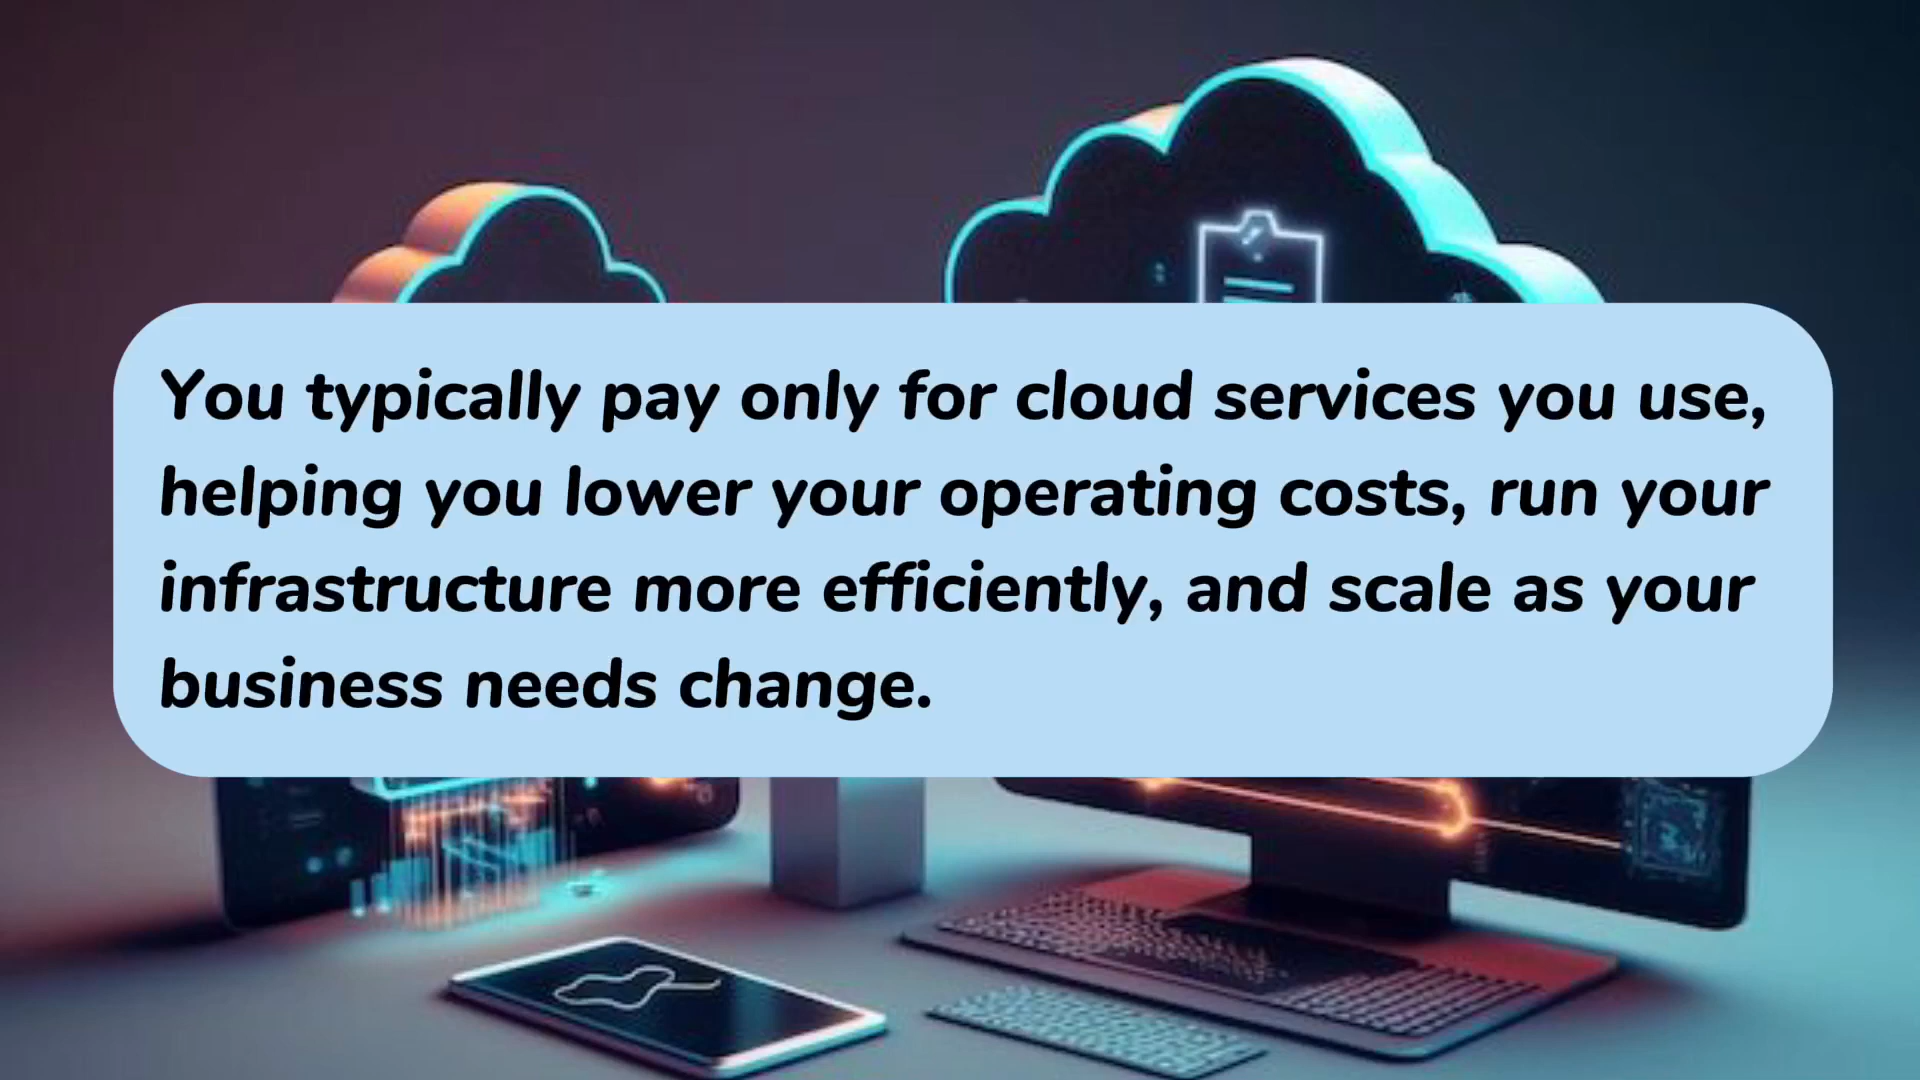 You typically pay only for cloud services you use,
helping you lower your operating costs, run your
infrastructure more efficiently, and scale as your
business needs change.